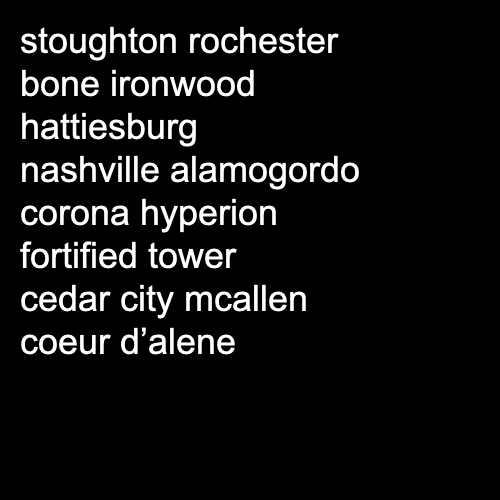 stoughton rochester
bone ironwood
hattiesburg
nashville alamogordo
corona hyperion
fortified tower
cedar city mcallen
coeur d’alene